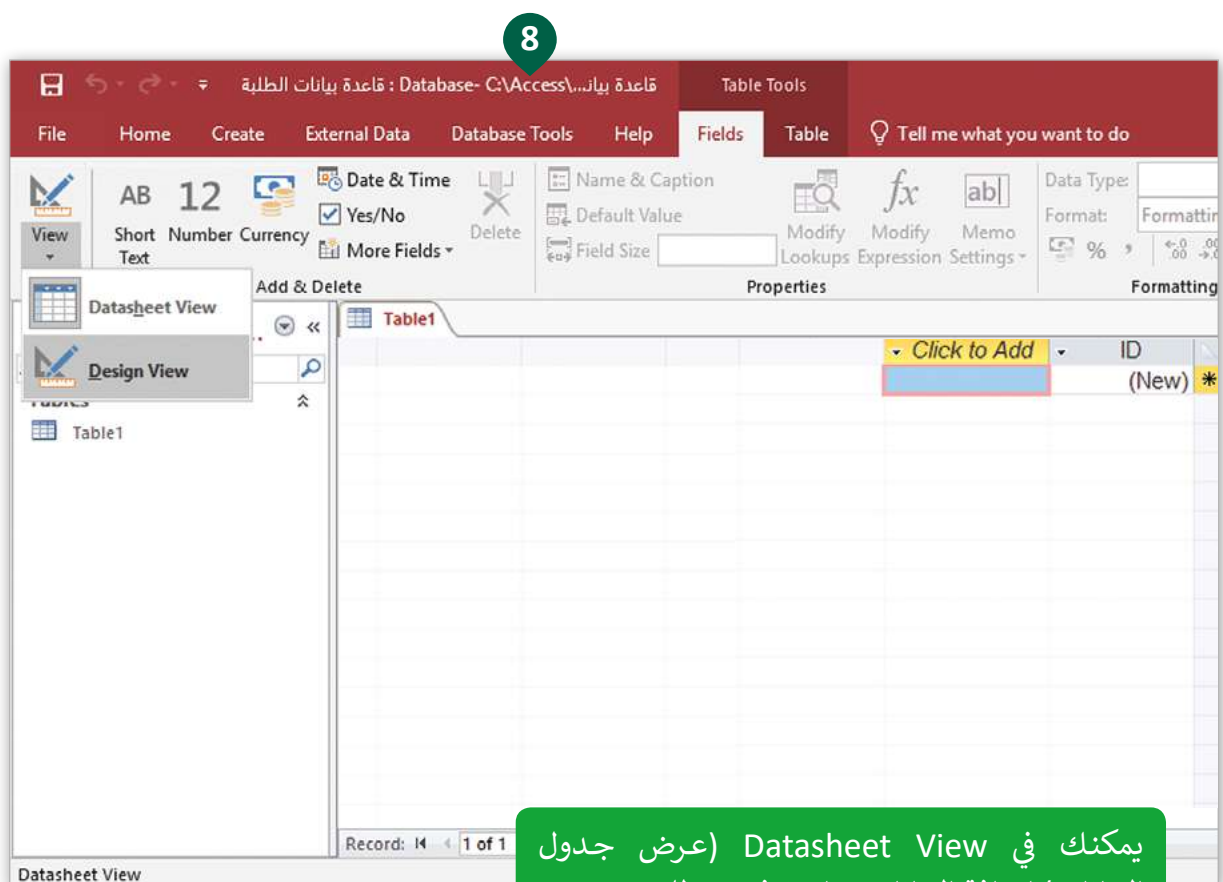 8
قاعدة بيانات الطلبة : Database- C:\Access\...قاعدة بيانـ
Table Tools
File Home Create External Data Database Tools Help Fields Table Tell me what you want to do
View
AB Short Text
12 Number
Currency
Date & Time
Yes/No
More Fields
Delete
Add & Delete
Name & Caption
Default Value
Field Size
Modify Lookups
fx Modify Expression
ab Memo Settings
Properties
Data Type:
Format:
% ,
Formatting
Datasheet View
Design View
Table1
Table1
Click to Add
ID
(New)
Record: 1 of 1
يمكنك في Datasheet View (عرض جدول
Datasheet View